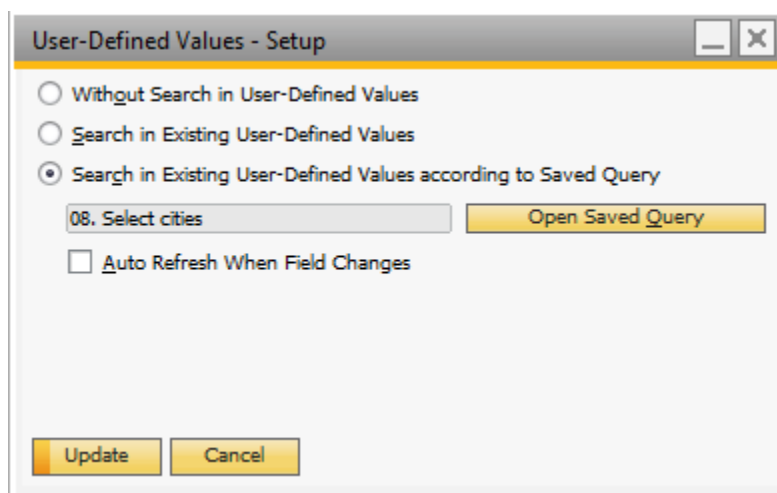 User-Defined Values - Setup
Without Search in User-Defined Values
Search in Existing User-Defined Values
Search in Existing User-Defined Values according to Saved Query
08. Select cities
Open Saved Query
Auto Refresh When Field Changes
Update
Cancel